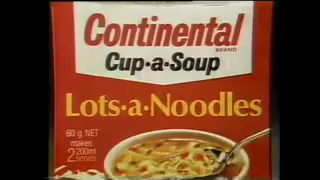 Continental
BRAND
Cup•a•Soup
Lots•a•Noodles
60 g NET
makes
2 200ml
serves